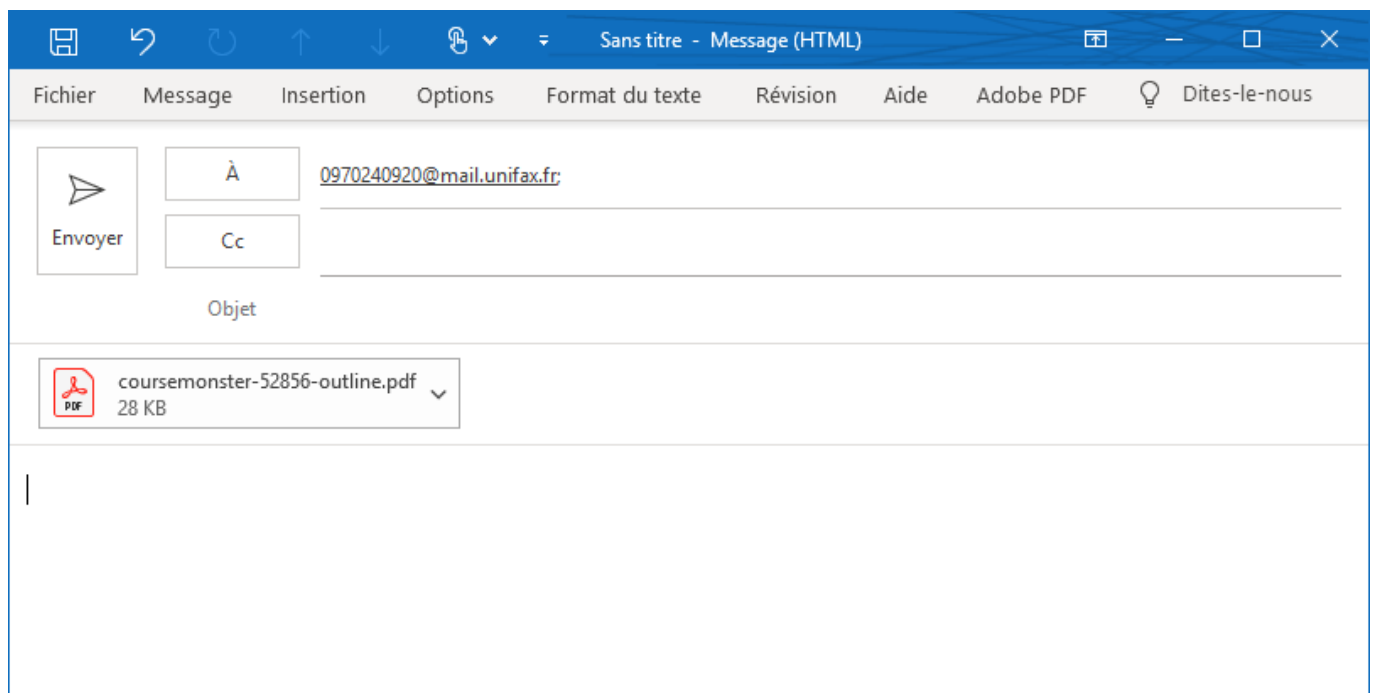 Sans titre - Message (HTML)
Fichier Message Insertion Options Format du texte Révision Aide Adobe PDF Dites-le-nous
À 0970240920@mail.unifax.fr;
Envoyer Cc
Objet
PDF coursemonster-52856-outline.pdf
28 KB